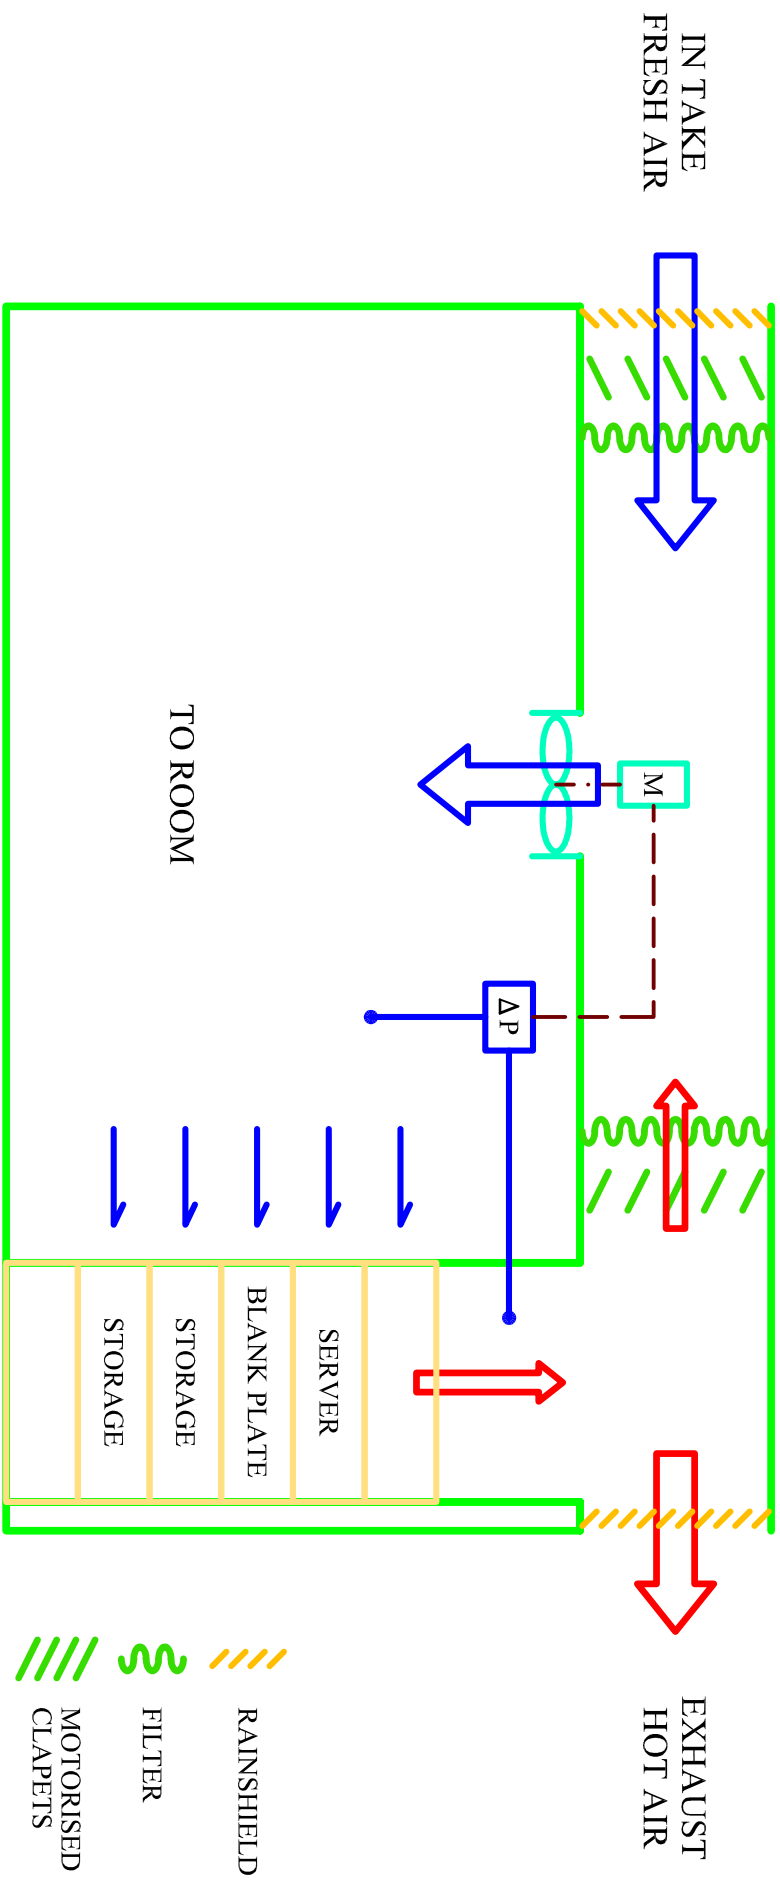 IN TAKE
FRESH AIR
EXHAUST
HOT AIR
M
ΔP
TO ROOM
SERVER
BLANK PLATE
STORAGE
STORAGE
RAINSHIELD
FILTER
MOTORISED
CLAPETS